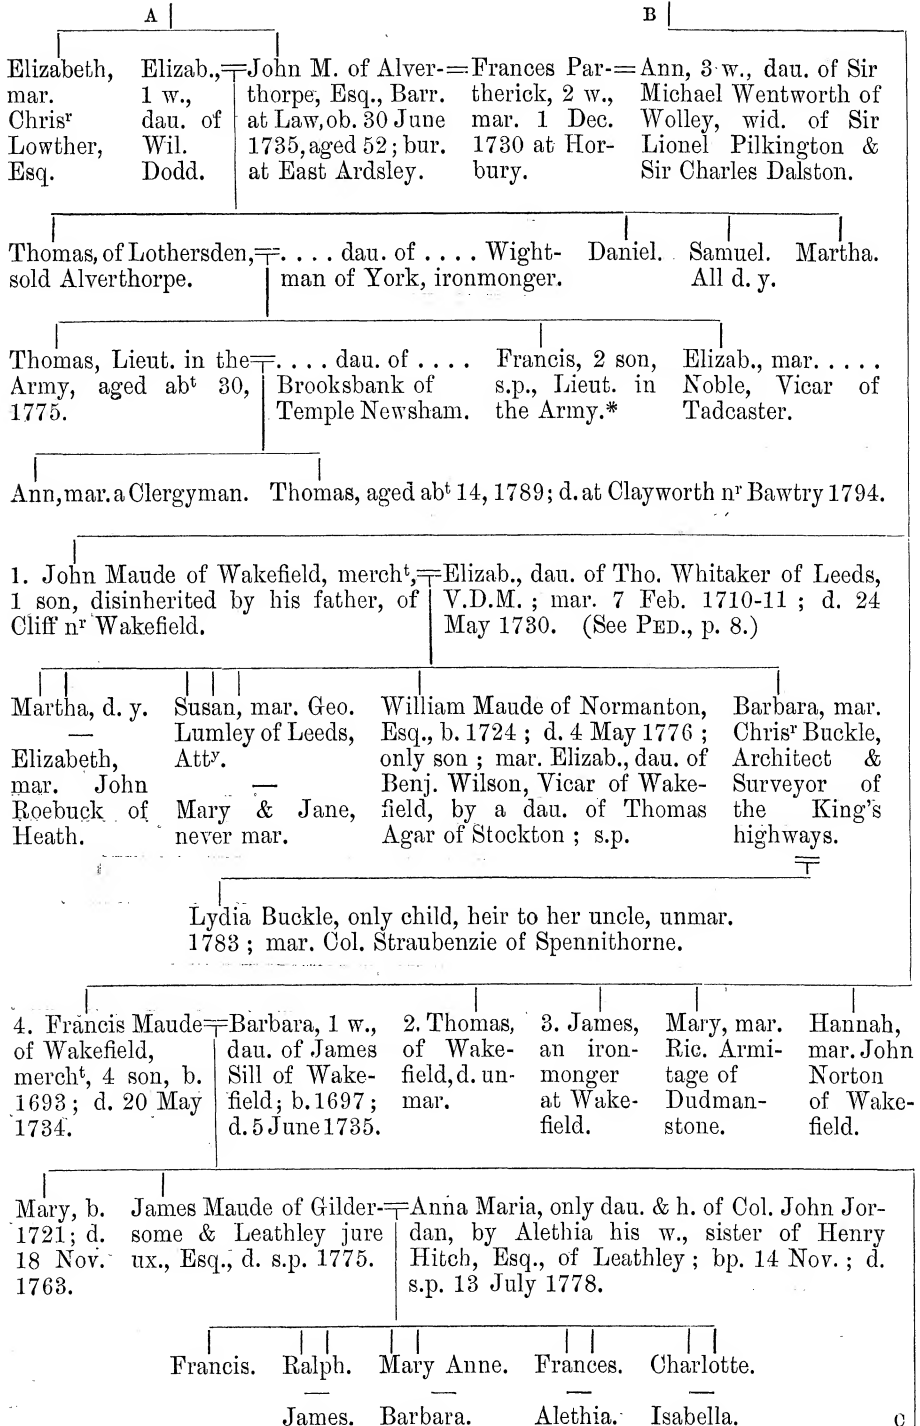 A B
Elizabeth,
mar.
Chrisʳ
Lowther,
Esq.
Elizab.,
1 w.,
dau. of
Wil.
Dodd.
=John M. of Alver-
thorpe, Esq., Barr.
at Law, ob. 30 June
1735, aged 52; bur.
at East Ardsley.
=Frances Par-
therick, 2 w.,
mar. 1 Dec.
1730 at Hor-
bury.
=Ann, 3 w., dau. of Sir
Michael Wentworth of
Wolley, wid. of Sir
Lionel Pilkington &
Sir Charles Dalston.
Thomas, of Lothersden,
sold Alverthorpe.
=. . . . dau. of . . . . Wight-
man of York, ironmonger.
Daniel. Samuel. Martha.
All d. y.
Thomas, Lieut. in the
Army, aged abᵗ 30,
1775.
=. . . . dau. of . . . .
Brooksbank of
Temple Newsham.
Francis, 2 son,
s.p., Lieut. in
the Army.*
Elizab., mar. . . . .
Noble, Vicar of
Tadcaster.
Ann, mar. a Clergyman. Thomas, aged abᵗ 14, 1789; d. at Clayworth nʳ Bawtry 1794.
1. John Maude of Wakefield, merchᵗ,
1 son, disinherited by his father, of
Cliff nʳ Wakefield.
=Elizab., dau. of Tho. Whitaker of Leeds,
V.D.M. ; mar. 7 Feb. 1710-11 ; d. 24
May 1730. (See PED., p. 8.)
Martha, d. y.
—
Elizabeth,
mar. John
Roebuck of
Heath.
Susan, mar. Geo.
Lumley of Leeds,
Attʸ.
—
Mary & Jane,
never mar.
William Maude of Normanton,
Esq., b. 1724 ; d. 4 May 1776 ;
only son ; mar. Elizab., dau. of
Benj. Wilson, Vicar of Wake-
field, by a dau. of Thomas
Agar of Stockton ; s.p.
Barbara, mar.
Chrisʳ Buckle,
Architect &
Surveyor of
the King's
highways.
Lydia Buckle, only child, heir to her uncle, unmar.
1783 ; mar. Col. Straubenzie of Spennithorne.
4. Francis Maude
of Wakefield,
merchᵗ, 4 son, b.
1693 ; d. 20 May
1734.
=Barbara, 1 w.,
dau. of James
Sill of Wake-
field; b. 1697 ;
d. 5 June 1735.
2. Thomas,
of Wake-
field, d. un-
mar.
3. James,
an iron-
monger
at Wake-
field.
Mary, mar.
Ric. Armi-
tage of
Dudman-
stone.
Hannah,
mar. John
Norton
of Wake-
field.
Mary, b.
1721; d.
18 Nov.
1763.
James Maude of Gilder-
some & Leathley jure
ux., Esq., d. s.p. 1775.
=Anna Maria, only dau. & h. of Col. John Jor-
dan, by Alethia his w., sister of Henry
Hitch, Esq., of Leathley ; bp. 14 Nov. ; d.
s.p. 13 July 1778.
Francis. Ralph. Mary Anne. Frances. Charlotte.
— — — —
James. Barbara. Alethia. Isabella. C